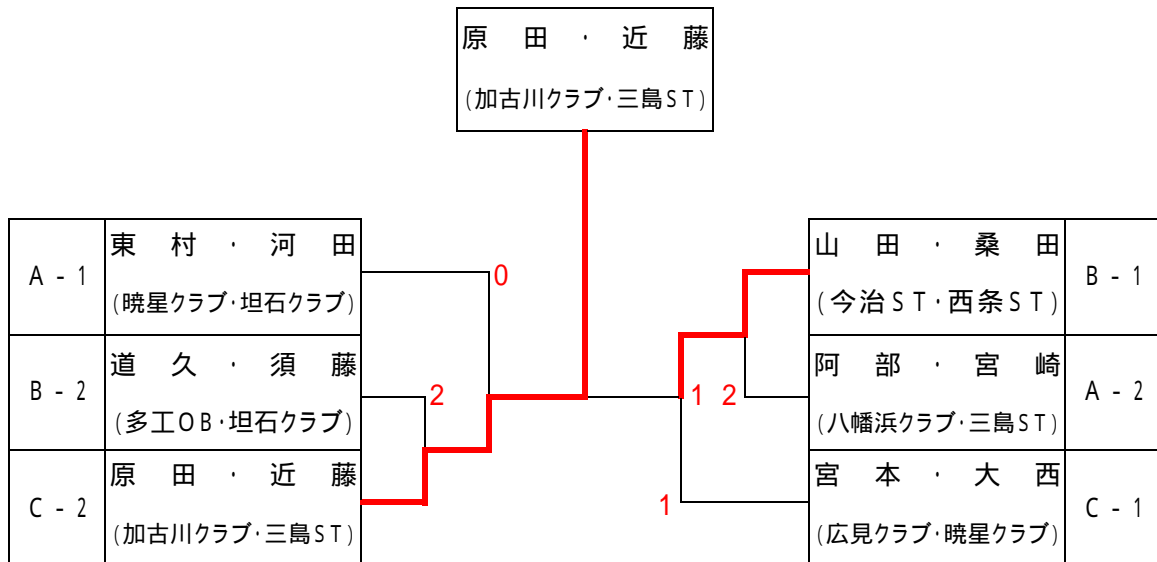 原田・近藤
(加古川クラブ・三島ST)
A-1
東村・河田
(暁星クラブ・坦石クラブ)
0
B-2
道久・須藤
(多工OB・坦石クラブ)
2
C-2
原田・近藤
(加古川クラブ・三島ST)
山田・桑田
(今治ST・西条ST)
B-1
1 2
阿部・宮崎
(八幡浜クラブ・三島ST)
A-2
1
宮本・大西
(広見クラブ・暁星クラブ)
C-1